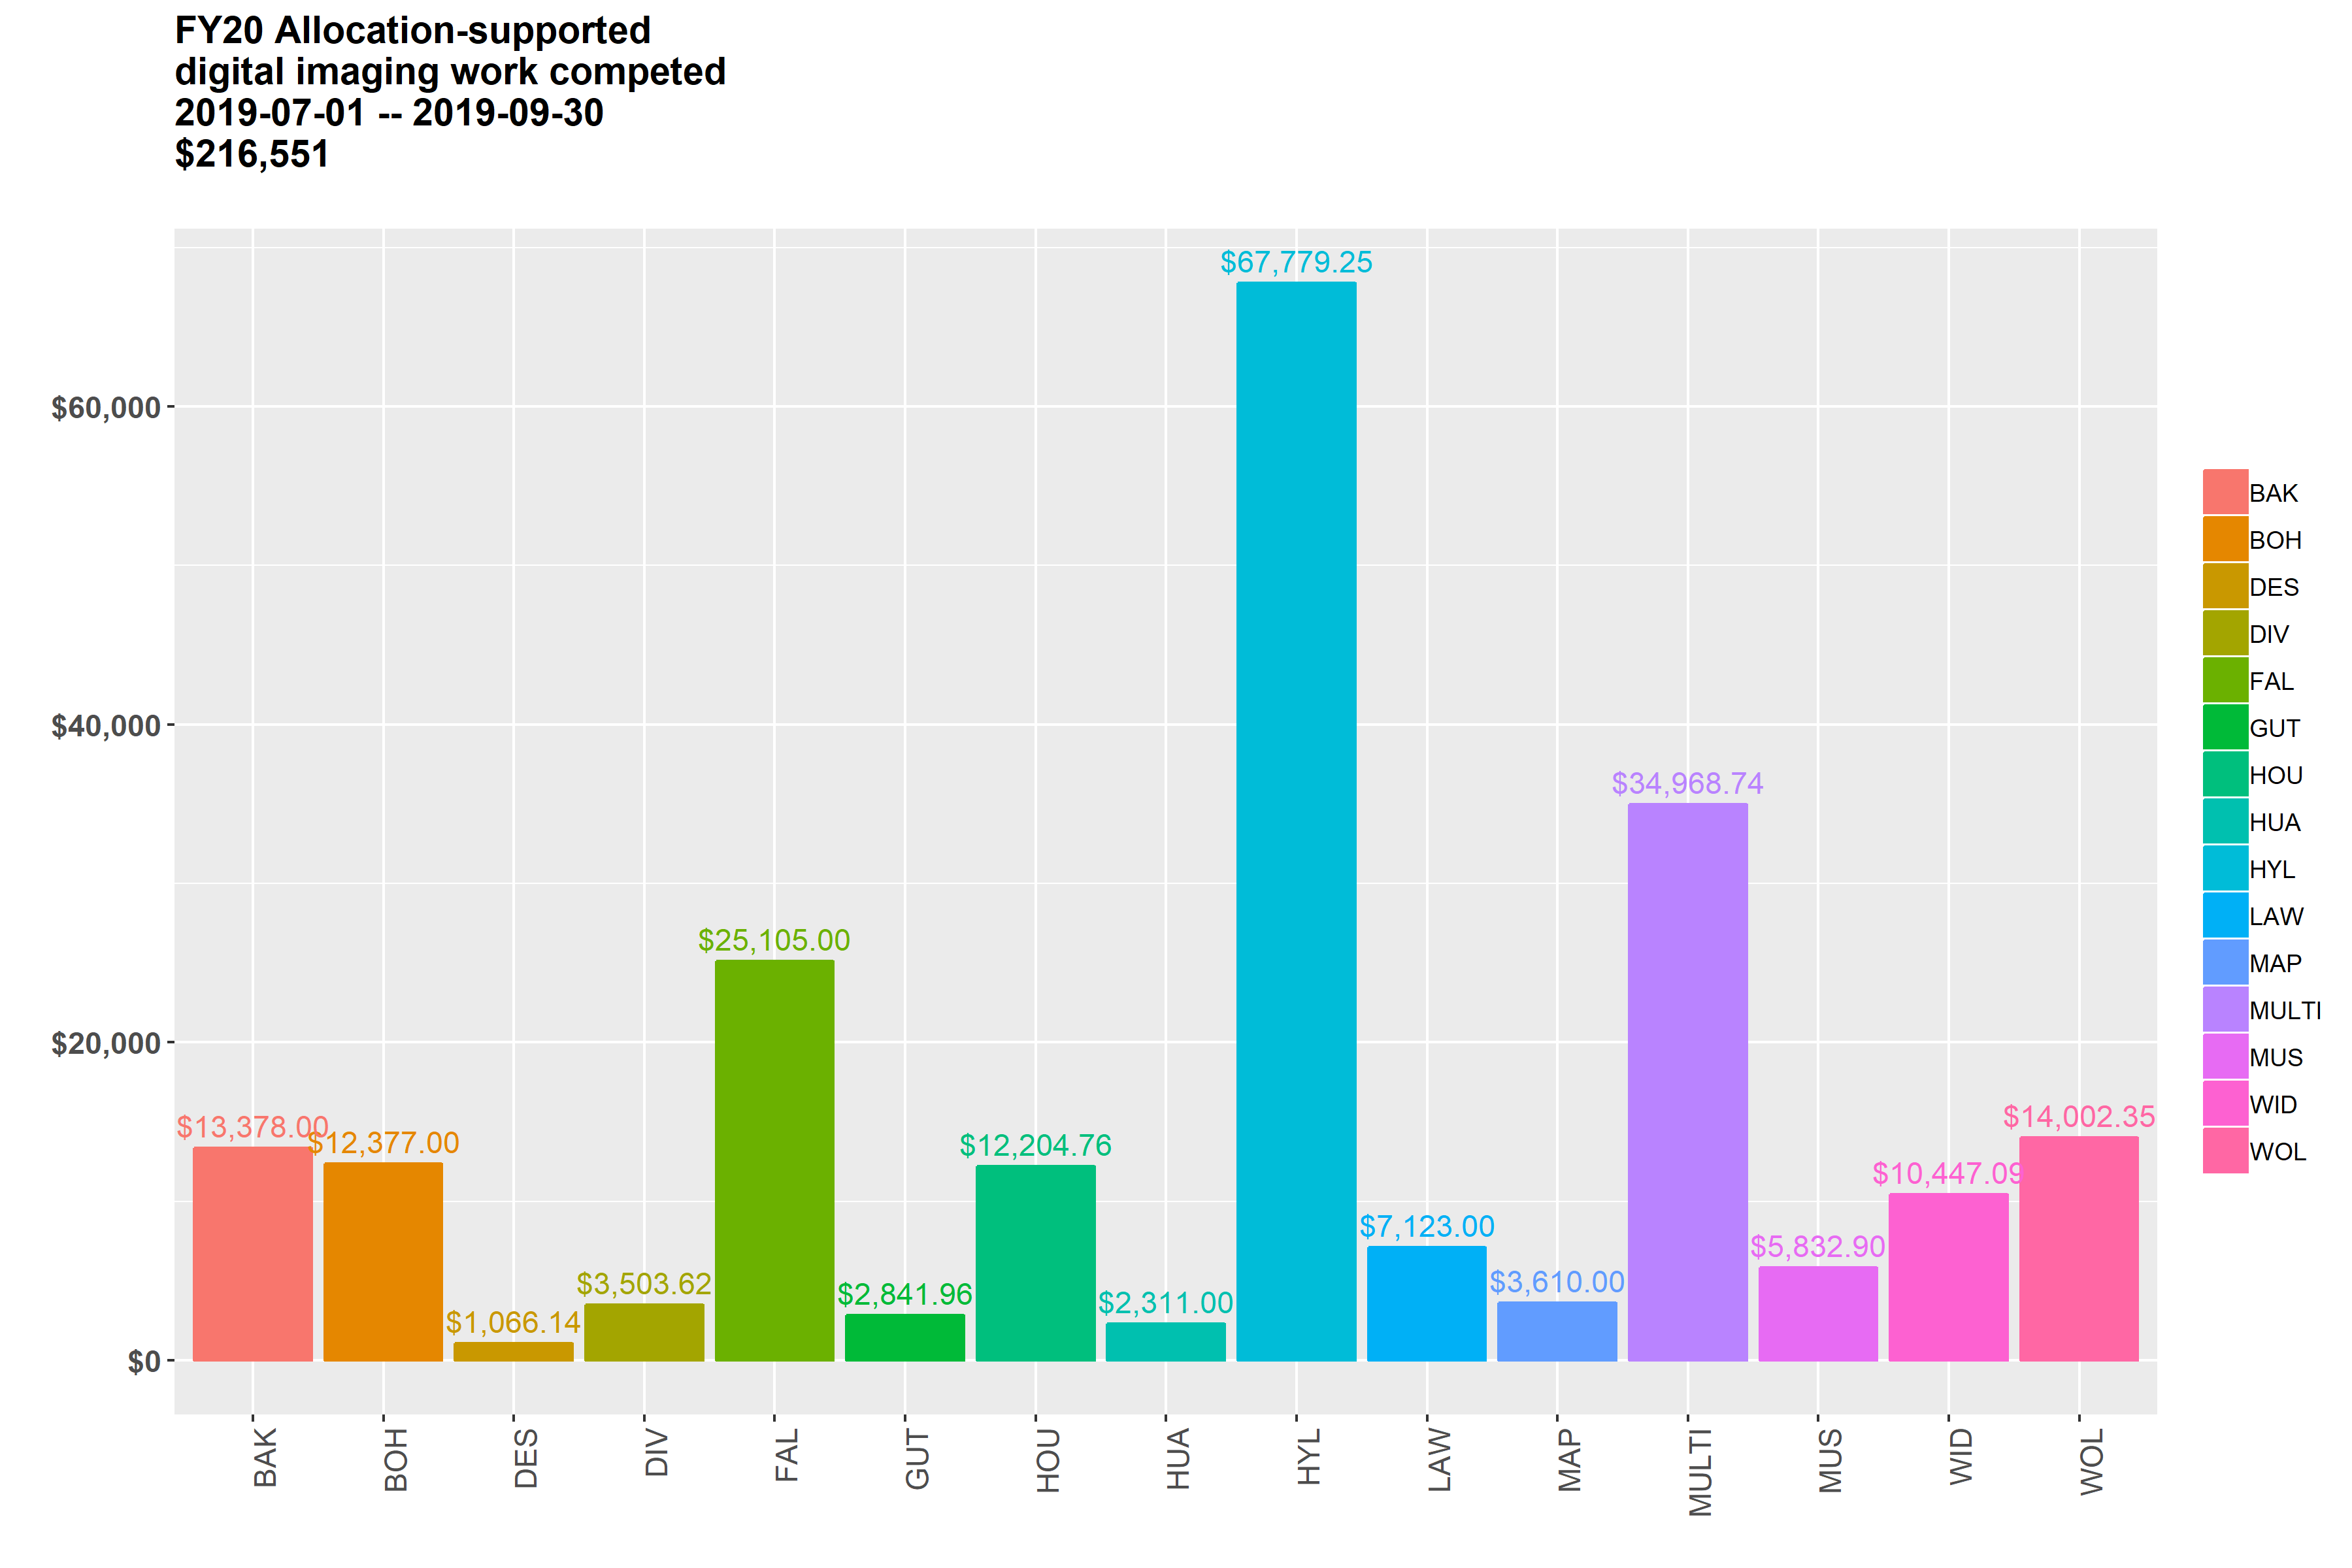 FY20 Allocation-supported
digital imaging work competed
2019-07-01 -- 2019-09-30
$216,551
$60,000
$40,000
$20,000
$0
$13,378.00
$12,377.00
$1,066.14
$3,503.62
$25,105.00
$2,841.96
$12,204.76
$2,311.00
$67,779.25
$7,123.00
$3,610.00
$34,968.74
$5,832.90
$10,447.09
$14,002.35
BAK
BOH
DES
DIV
FAL
GUT
HOU
HUA
HYL
LAW
MAP
MULTI
MUS
WID
WOL
BAK
BOH
DES
DIV
FAL
GUT
HOU
HUA
HYL
LAW
MAP
MULTI
MUS
WID
WOL